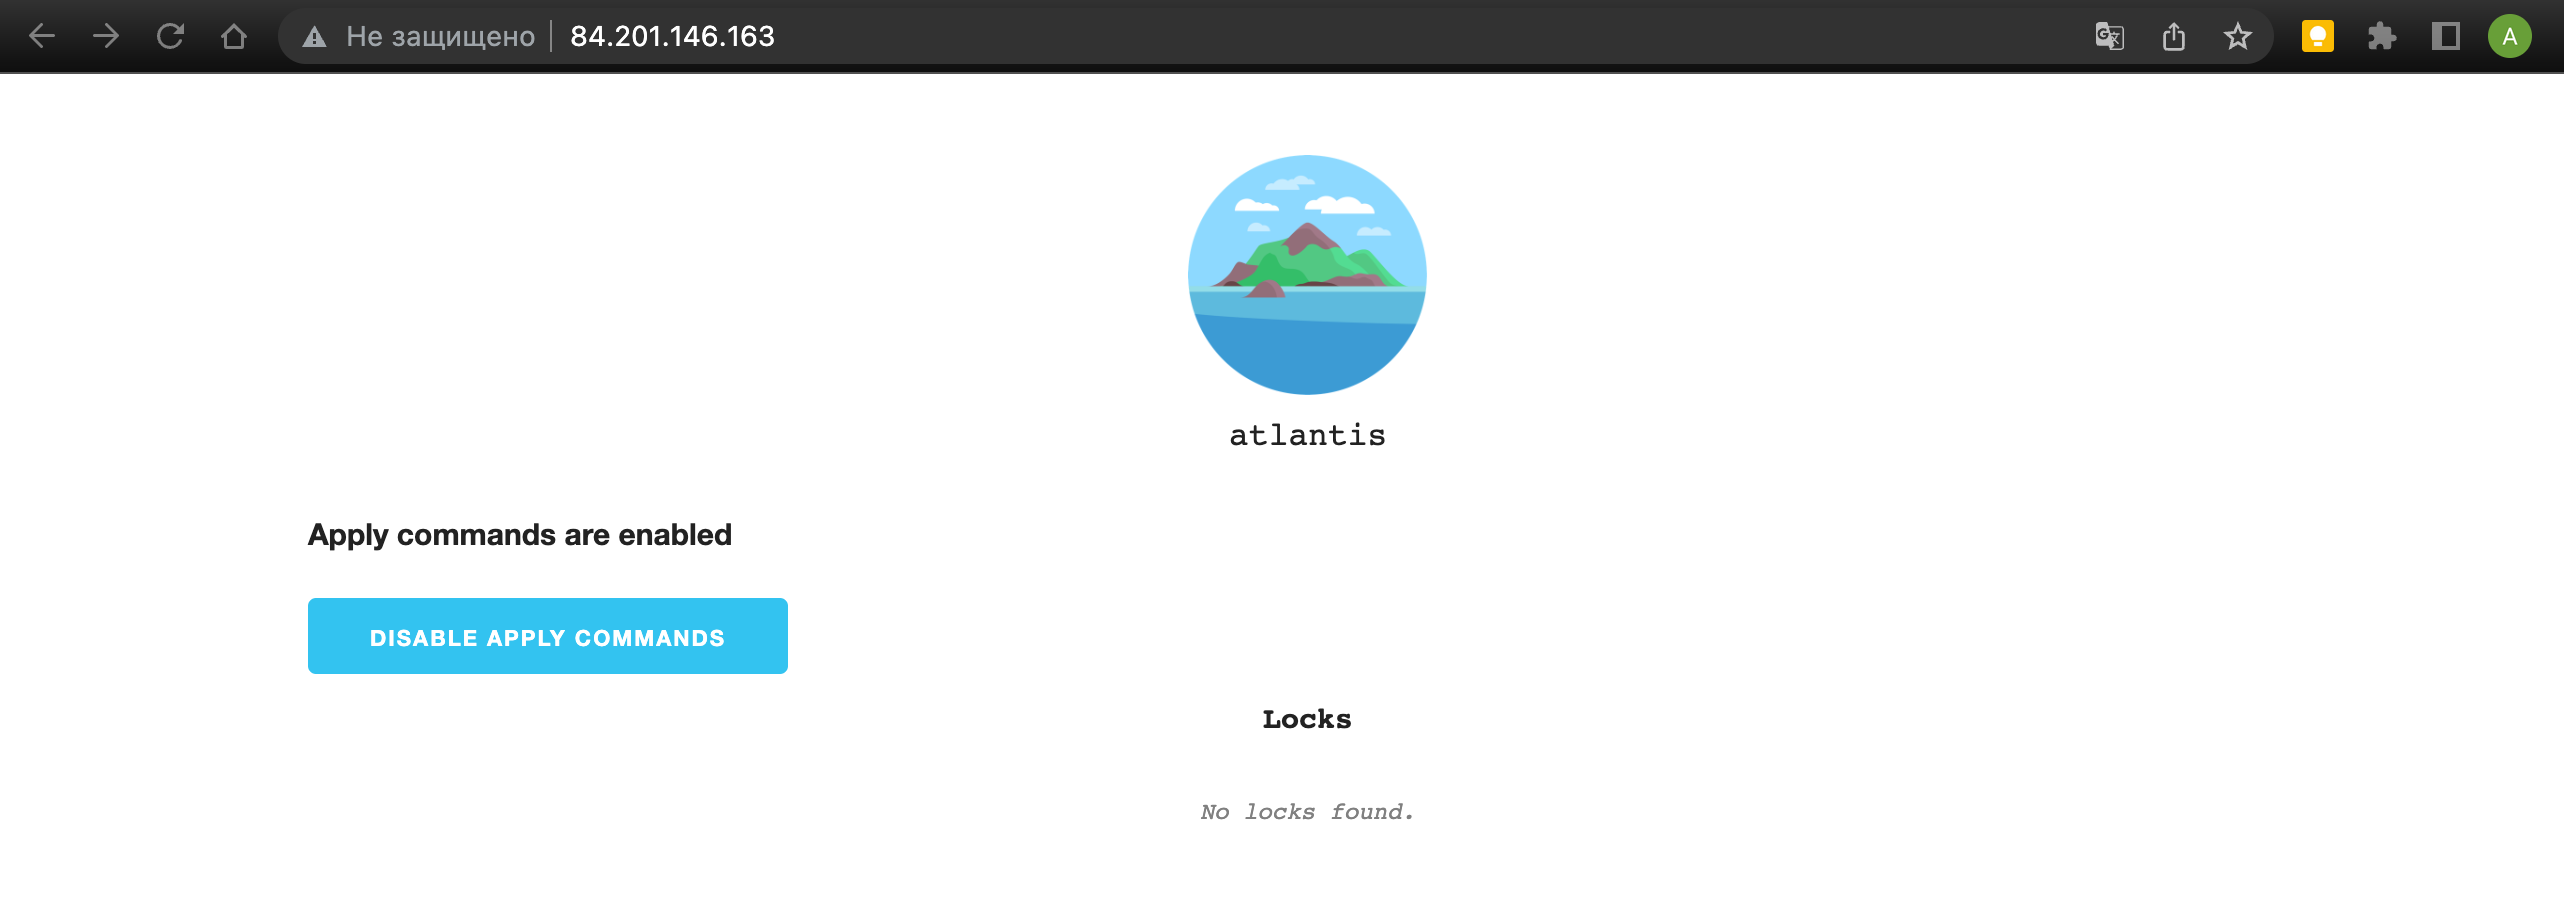 Не защищено 84.201.146.163
A
atlantis
Apply commands are enabled
DISABLE APPLY COMMANDS
Locks
No locks found.